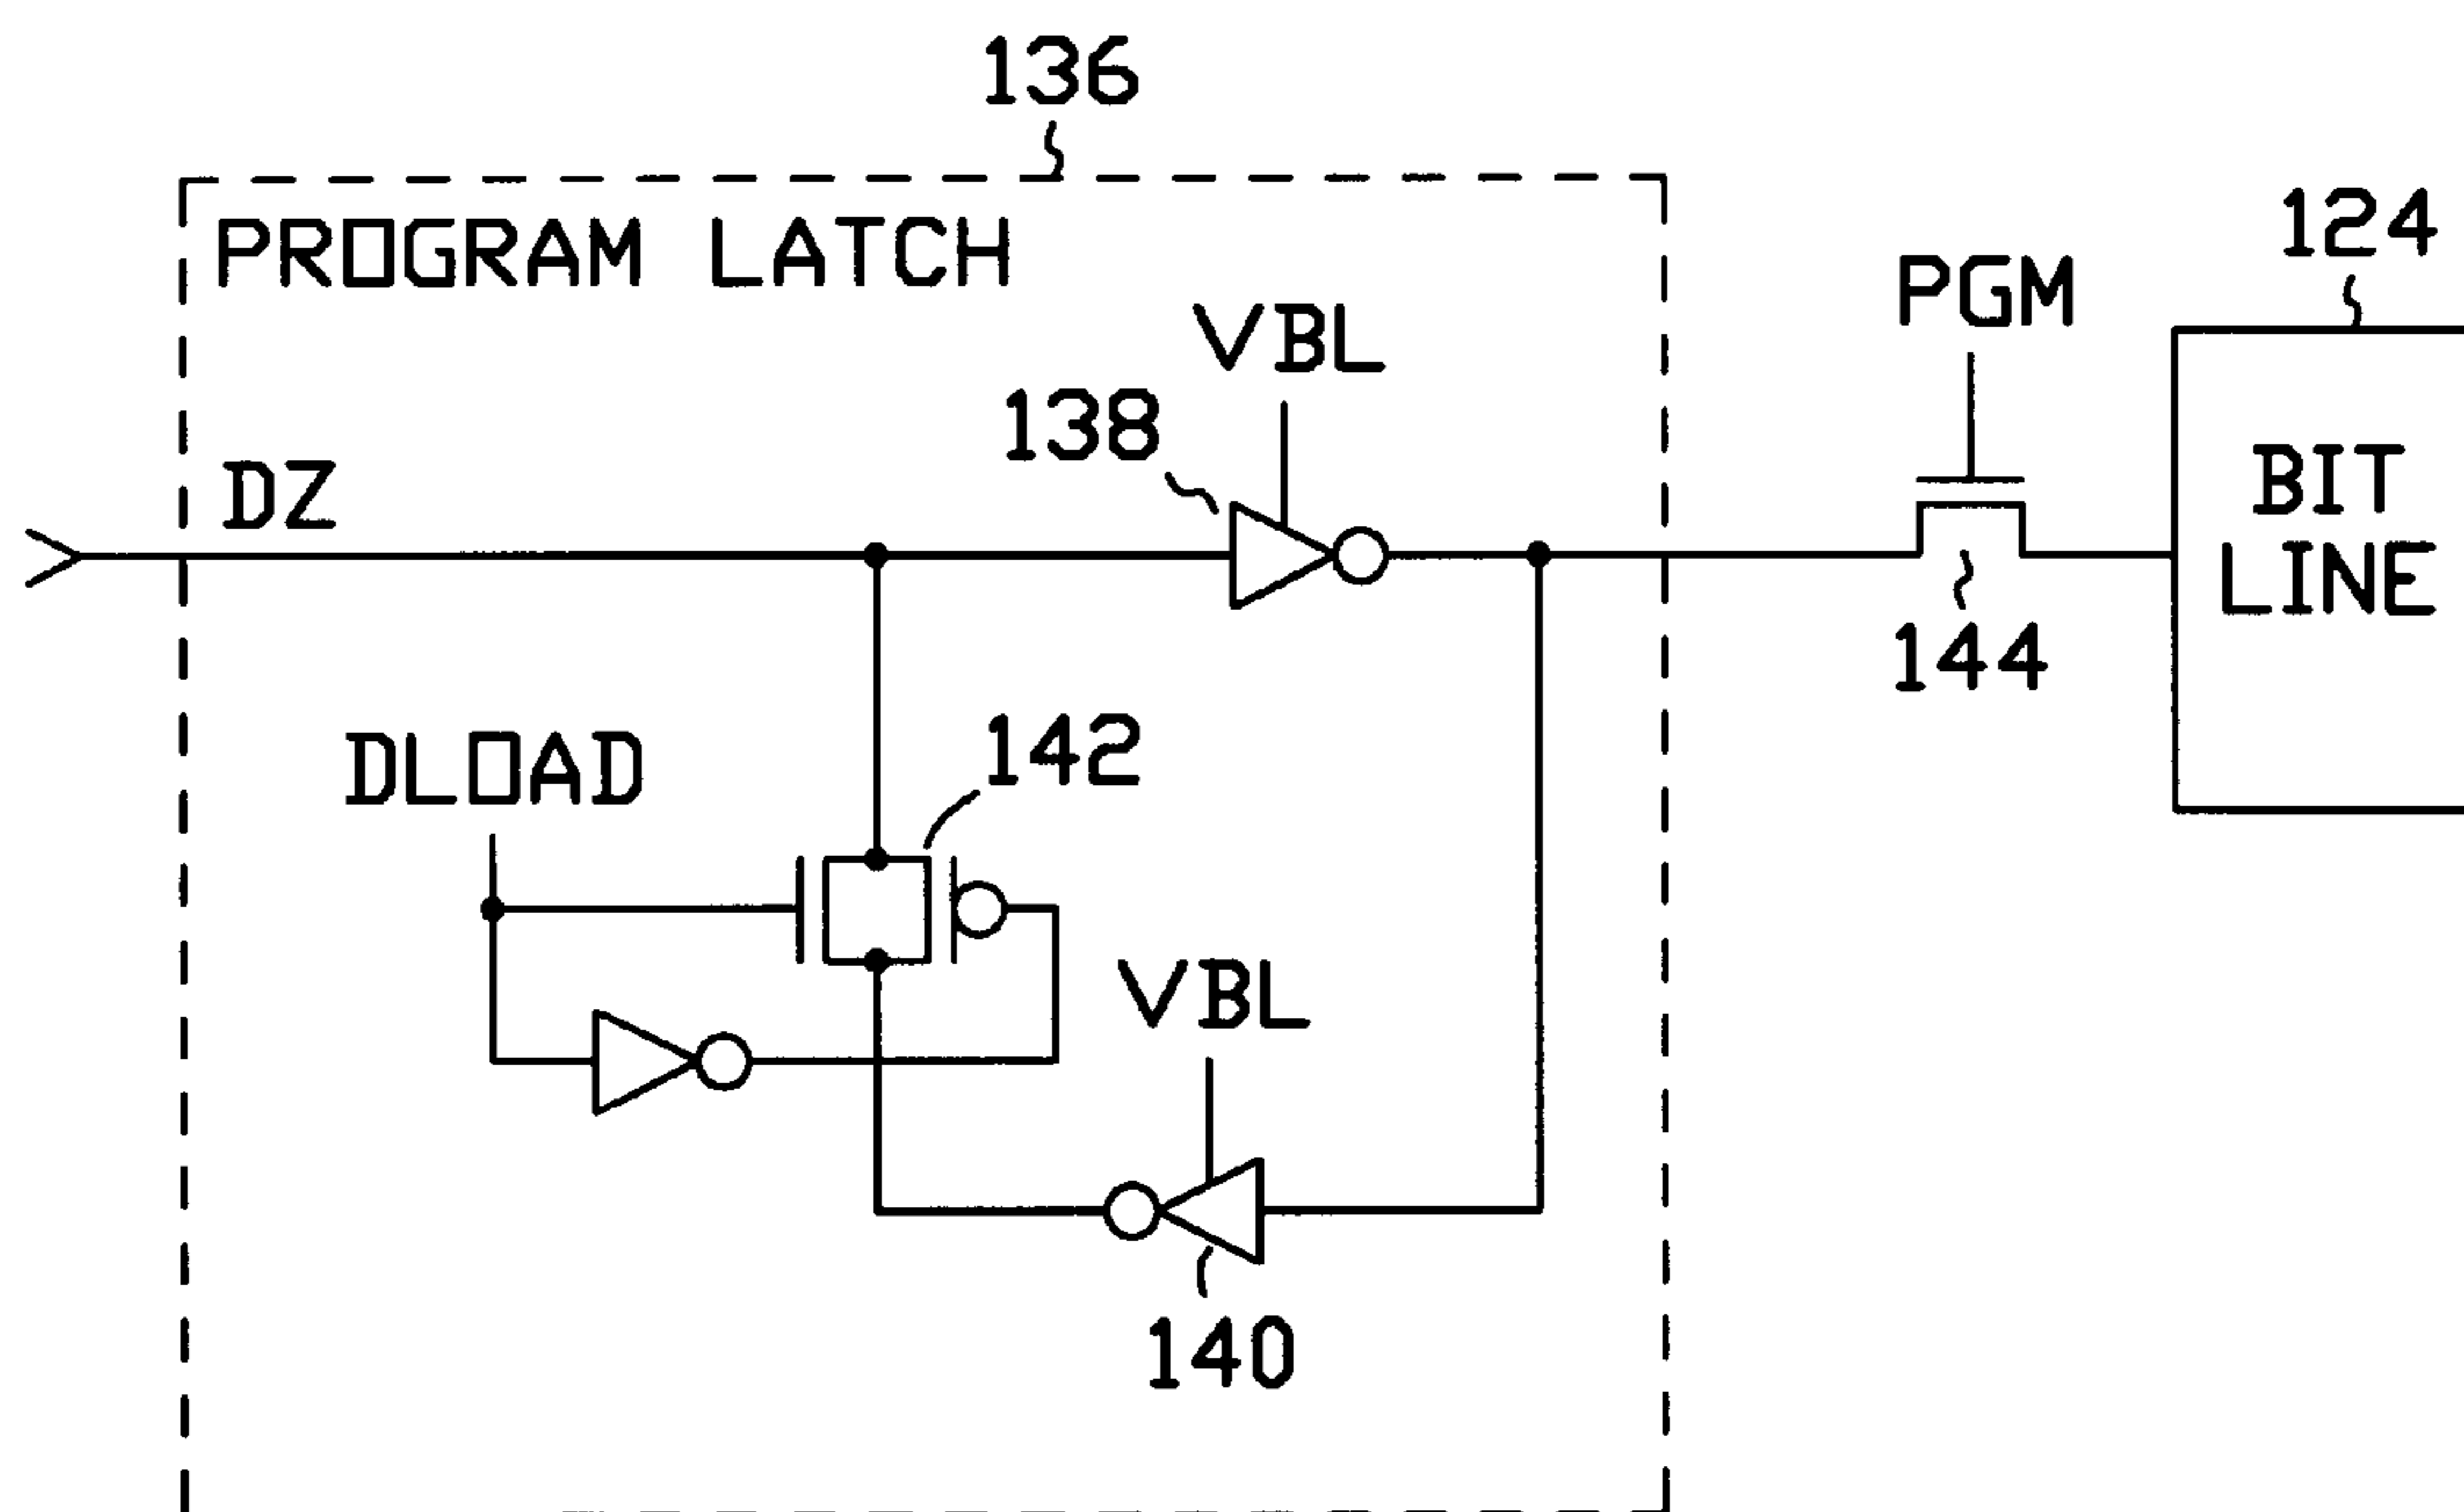 136
PROGRAM LATCH
124
PGM
VBL
138
DZ
BIT
LINE
144
DLOAD
142
VBL
140